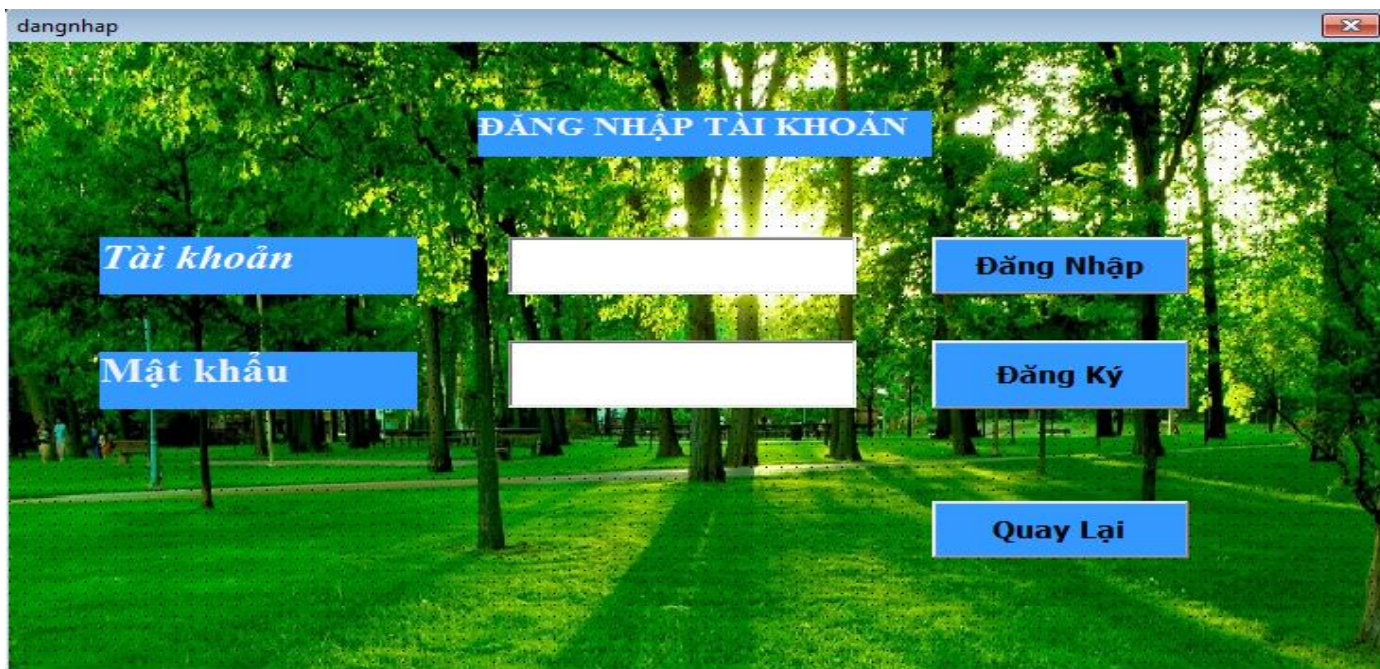 dangnhap
ĐĂNG NHẬP TÀI KHOẢN
Tài khoản
Đăng Nhập
Mật khẩu
Đăng Ký
Quay Lại